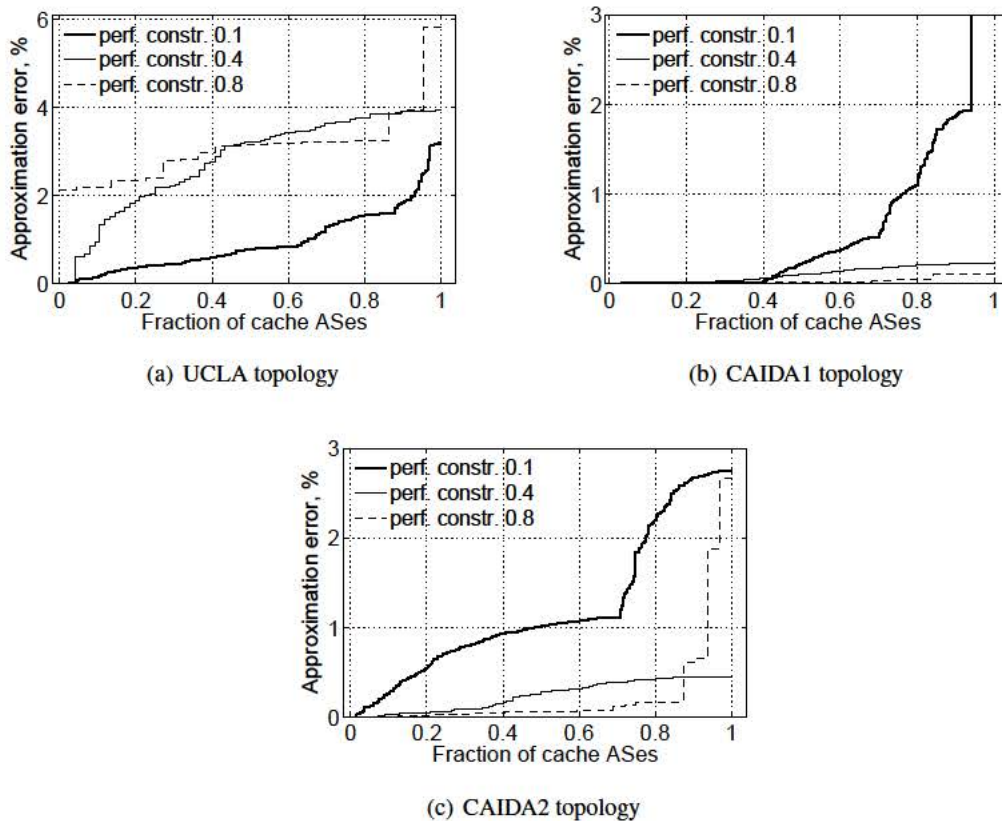 6
4
2
0
Approximation error, %
perf. constr. 0.1
perf. constr. 0.4
perf. constr. 0.8
0 0.2 0.4 0.6 0.8 1
Fraction of cache ASes
(a) UCLA topology
3
2
1
0
Approximation error, %
perf. constr. 0.1
perf. constr. 0.4
perf. constr. 0.8
0 0.2 0.4 0.6 0.8 1
Fraction of cache ASes
(b) CAIDA1 topology
3
2
1
0
Approximation error, %
perf. constr. 0.1
perf. constr. 0.4
perf. constr. 0.8
0 0.2 0.4 0.6 0.8 1
Fraction of cache ASes
(c) CAIDA2 topology